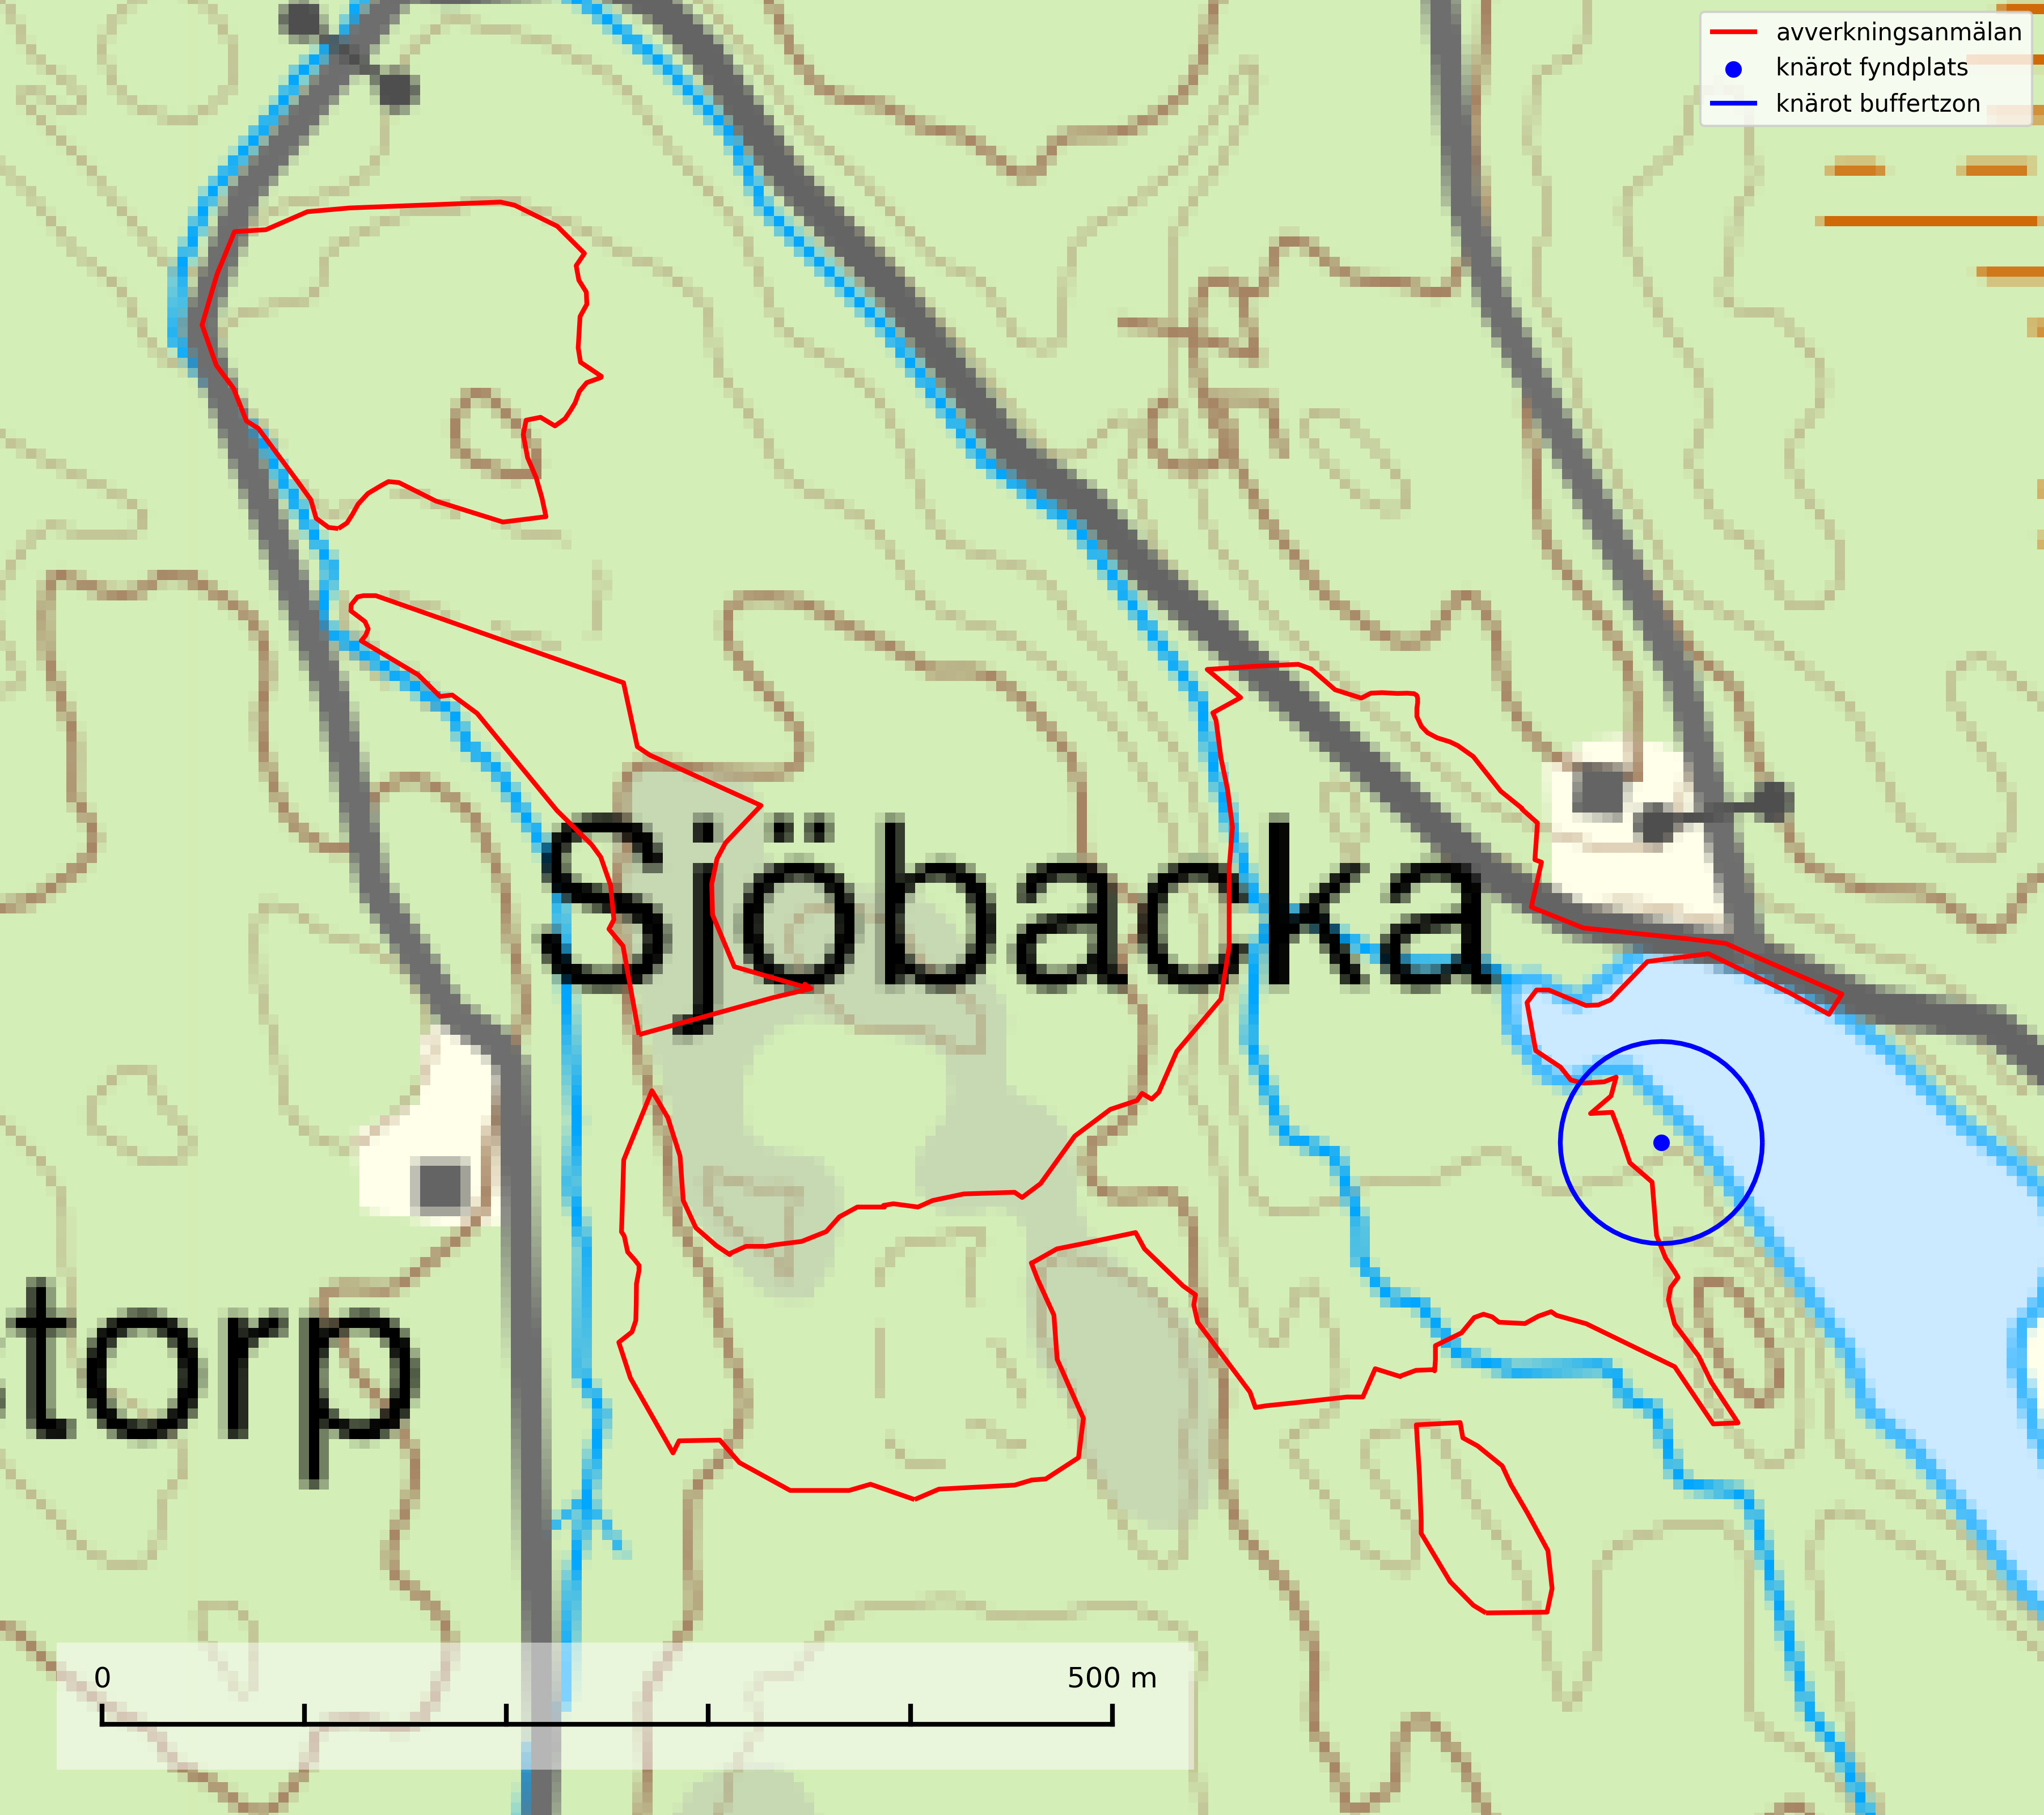 avverkningsanmälan
knärot fyndplats
knärot buffertzon
Sjöbacka
torp
0 500 m